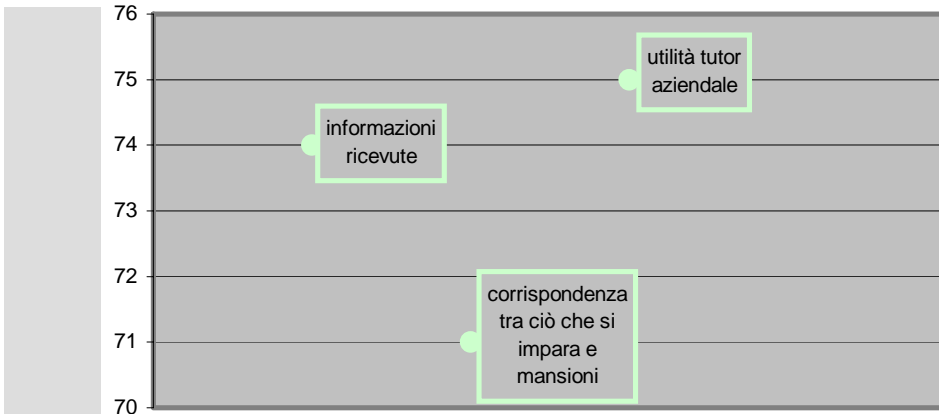 76
75
74
73
72
71
70
utilità tutor
aziendale
informazioni
ricevute
corrispondenza
tra ciò che si
impara e
mansioni